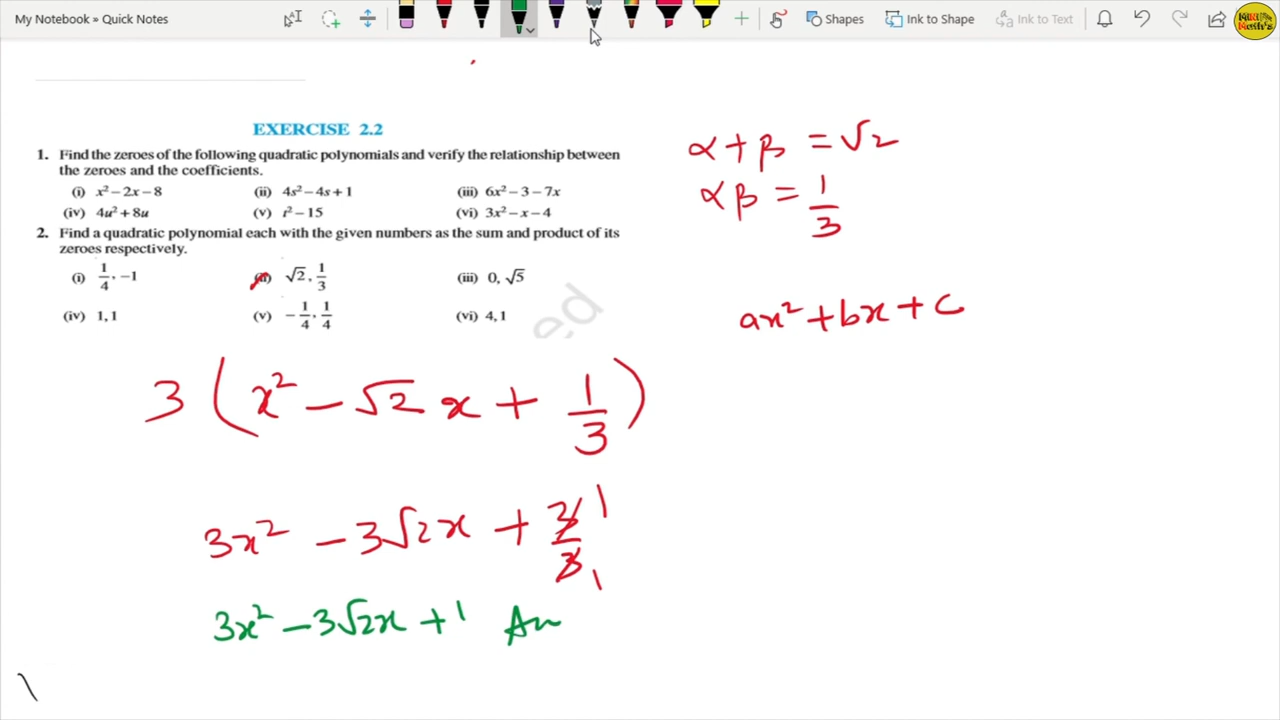 My Notebook » Quick Notes
Shapes
Ink to Shape
Ink to Text
EXERCISE 2.2
1. Find the zeroes of the following quadratic polynomials and verify the relationship between
the zeroes and the coefficients.
(i) x² – 2x – 8 (ii) 4s² – 4s + 1 (iii) 6x² – 3 – 7x
(iv) 4u² + 8u (v) t² – 15 (vi) 3x² – x – 4
2. Find a quadratic polynomial each with the given numbers as the sum and product of its
zeroes respectively.
(i) 1/4, –1 (ii) √2, 1/3 (iii) 0, √5
(iv) 1, 1 (v) –1/4, 1/4 (vi) 4, 1
ed
α + β = √2
αβ = 1/3
ax² + bx + c
3 (x² – √2 x + 1/3)
3x² – 3√2x + 3/3 1 1
3x² – 3√2x + 1 An